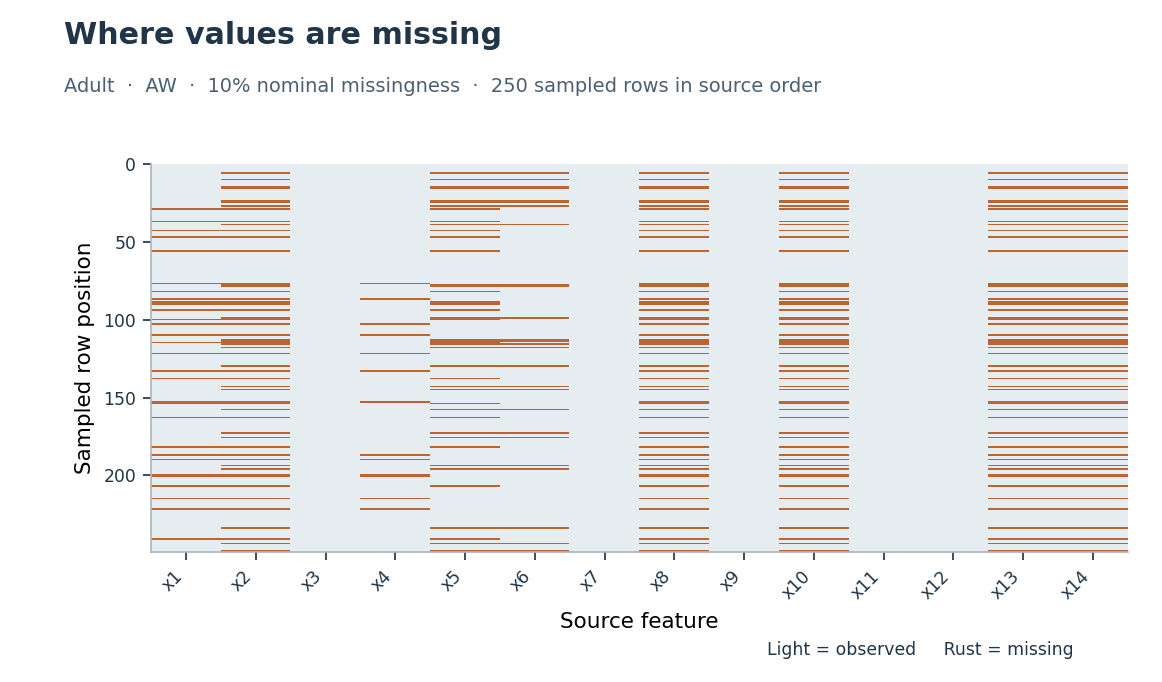 Where values are missing
Adult · AW · 10% nominal missingness · 250 sampled rows in source order
Sampled row position
0
50
100
150
200
x1 x2 x3 x4 x5 x6 x7 x8 x9 x10 x11 x12 x13 x14
Source feature
Light = observed Rust = missing